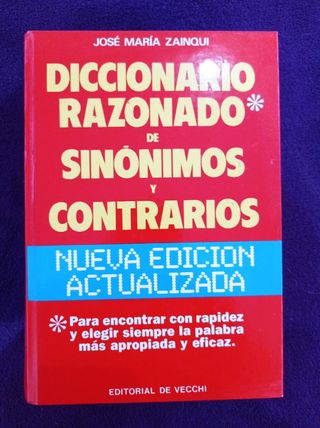 JOSÉ MARÍA ZAINQUI
DICCIONARIO
RAZONADO*
DE
SINÓNIMOS
Y
CONTRARIOS
NUEVA EDICION
ACTUALIZADA
* Para encontrar con rapidez
y elegir siempre la palabra
más apropiada y eficaz.
EDITORIAL DE VECCHI